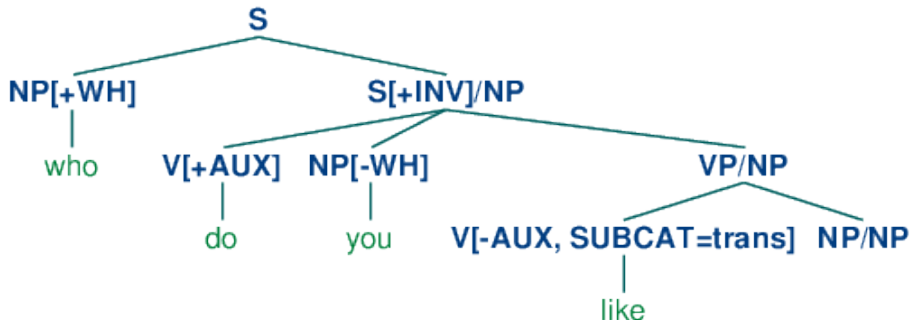 S
NP[+WH] S[+INV]/NP
who V[+AUX] NP[-WH] VP/NP
do you V[-AUX, SUBCAT=trans] NP/NP
like